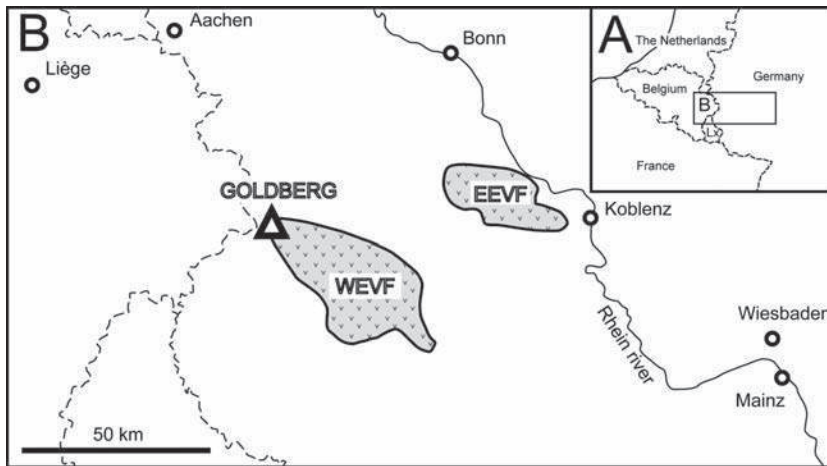 B
Aachen
Liège
Bonn
A
The Netherlands
Germany
Belgium
B
Lx
France
GOLDBERG
EEVF
Koblenz
WEVF
Rhein river
Wiesbaden
Mainz
50 km